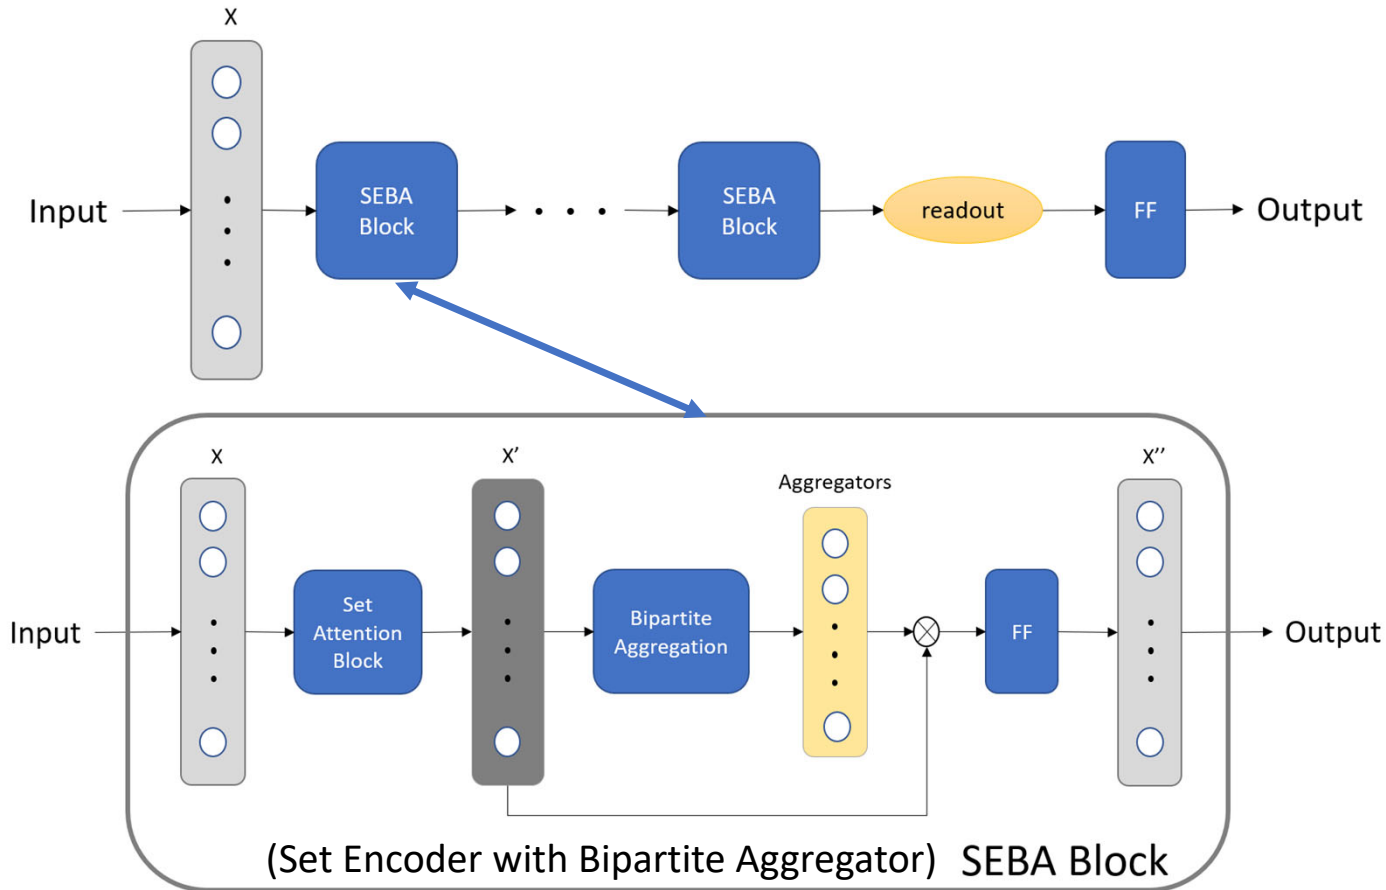 X
Input
SEBA
Block
. . .
SEBA
Block
readout
FF
Output
X
X'
Aggregators
X''
Input
Set
Attention
Block
Bipartite
Aggregation
FF
Output
(Set Encoder with Bipartite Aggregator) SEBA Block